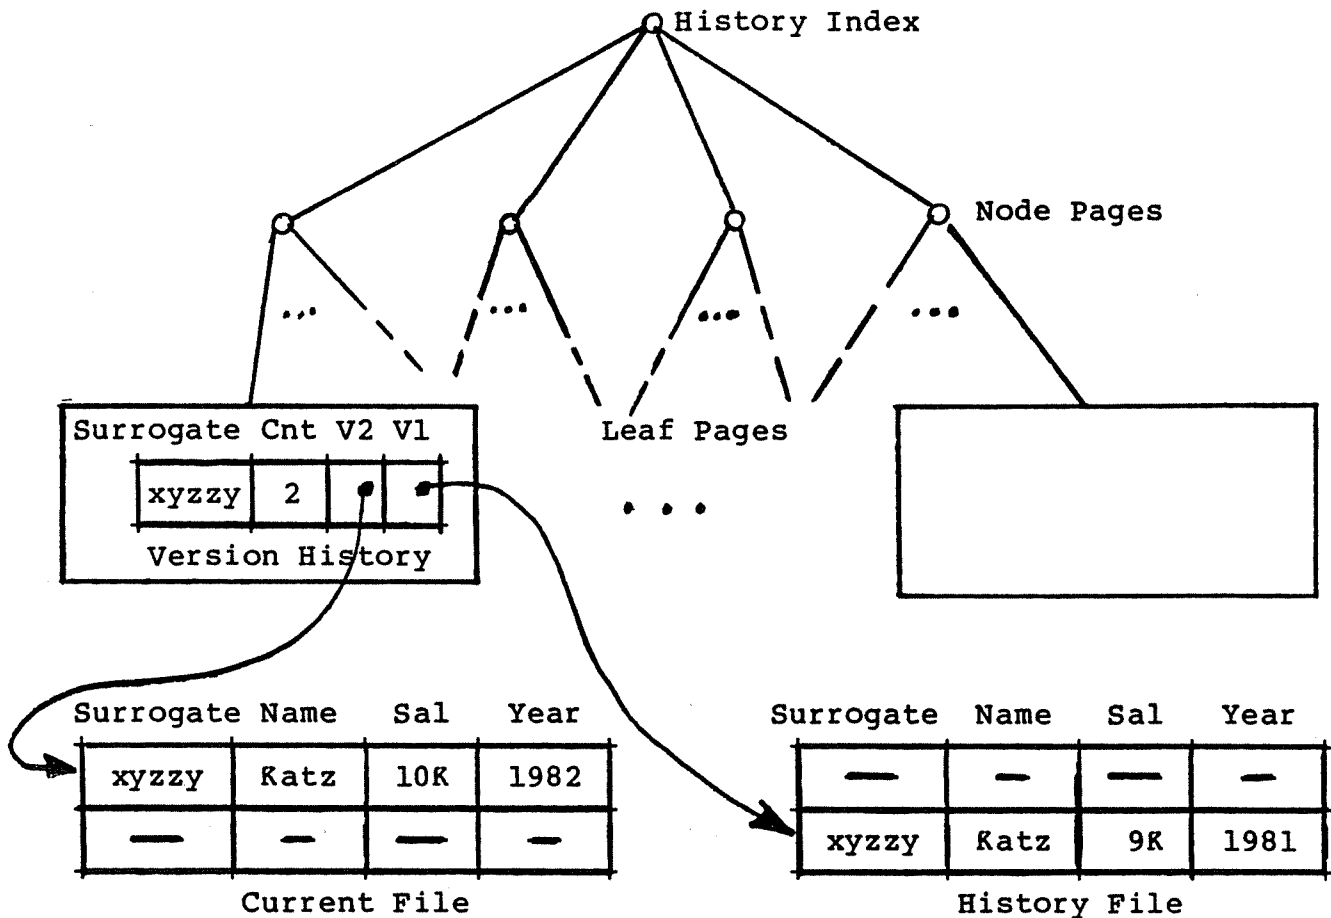 History Index
Node Pages
...
...
...
...
Surrogate Cnt V2 V1
xyzzy 2
Version History
Leaf Pages
. . .
Surrogate Name Sal Year
xyzzy Katz 10K 1982
— — — —
Current File
Surrogate Name Sal Year
— — — —
xyzzy Katz 9K 1981
History File